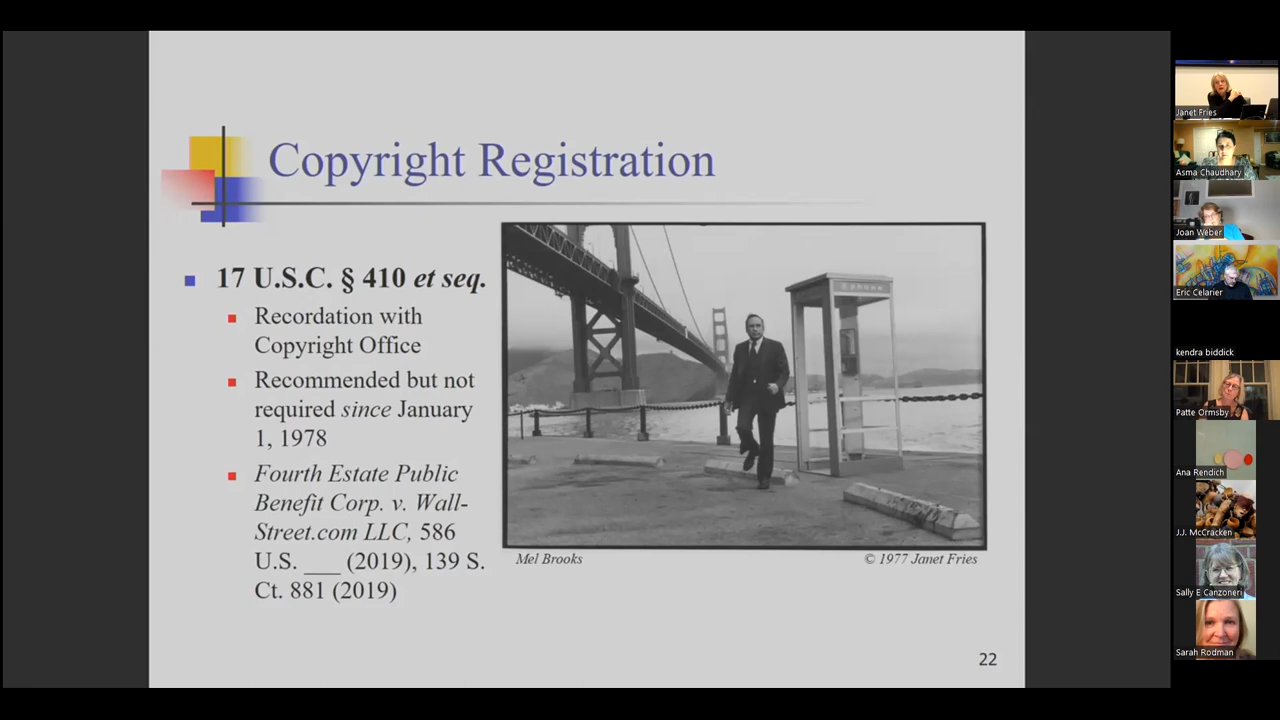 Copyright Registration
17 U.S.C. § 410 et seq.
Recordation with
Copyright Office
Recommended but not
required since January
1, 1978
Fourth Estate Public
Benefit Corp. v. Wall-
Street.com LLC, 586
U.S. ___ (2019), 139 S.
Ct. 881 (2019)
phone
Mel Brooks
© 1977 Janet Fries
22
Janet Fries
Asma Chaudhary
Joan Weber
Eric Celarier
kendra biddick
Patte Ormsby
Ana Rendich
J.J. McCracken
Sally E Canzoneri
Sarah Rodman